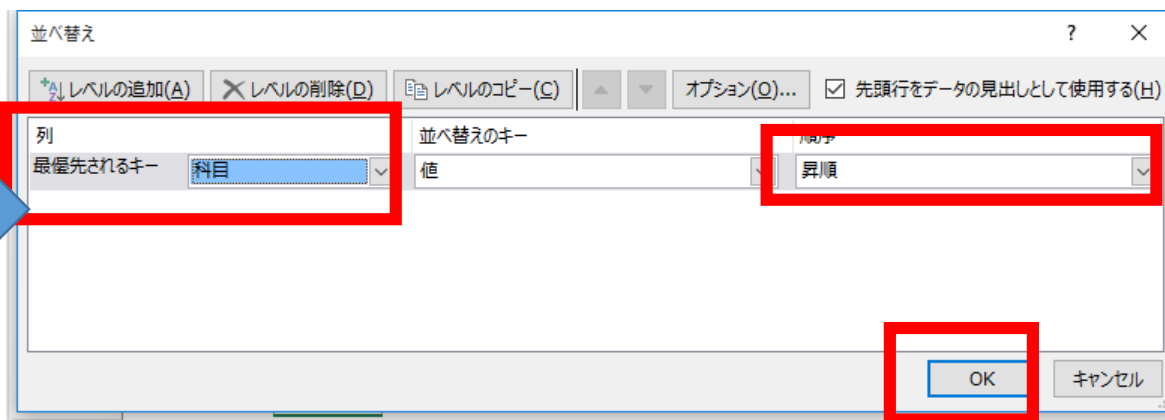 並べ替え ? ×
レベルの追加(A) レベルの削除(D) レベルのコピー(C) オプション(O)... 先頭行をデータの見出しとして使用する(H)
列 並べ替えのキー 順序
最優先されるキー 科目 値 昇順
OK キャンセル